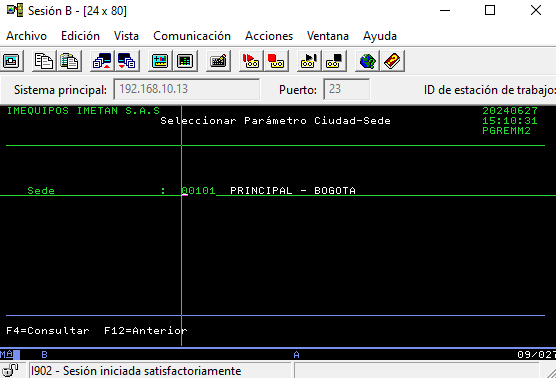 Sesión B - [24 x 80]
Archivo Edición Vista Comunicación Acciones Ventana Ayuda
Sistema principal: 192.168.10.13 Puerto: 23 ID de estación de trabajo:
IMEQUIPOS IMETAN S.A.S 20240627
Seleccionar Parámetro Ciudad-Sede 15:10:31
PGREMM2
Sede : 00101 PRINCIPAL - BOGOTA
F4=Consultar F12=Anterior
MA B A 09/027
I902 - Sesión iniciada satisfactoriamente